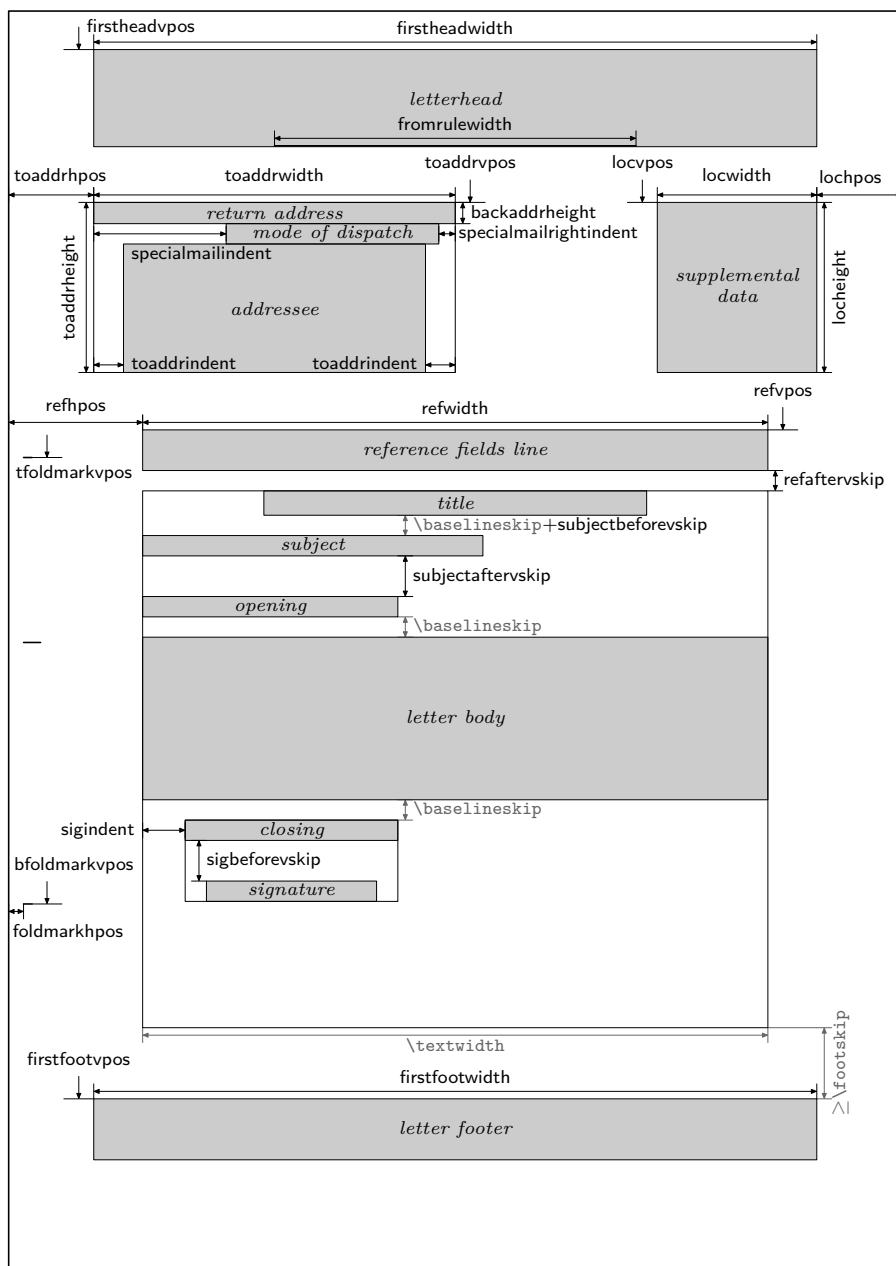 firstheadvpos
firstheadwidth
letterhead
fromrulewidth
toaddrvpos
locvpos
toaddrhpos
toaddrwidth
locwidth
lochpos
return address
backaddrheight
mode of dispatch
specialmailrightindent
specialmailindent
toaddrheight
addressee
supplemental
data
locheight
toaddrindent
toaddrindent
refvpos
refhpos
refwidth
reference fields line
tfoldmarkvpos
refaftervskip
title
\baselineskip+subjectbeforevskip
subject
subjectaftervskip
opening
\baselineskip
letter body
\baselineskip
sigindent
closing
sigbeforevskip
bfoldmarkvpos
signature
foldmarkhpos
\textwidth
≥\footskip
firstfootvpos
firstfootwidth
letter footer